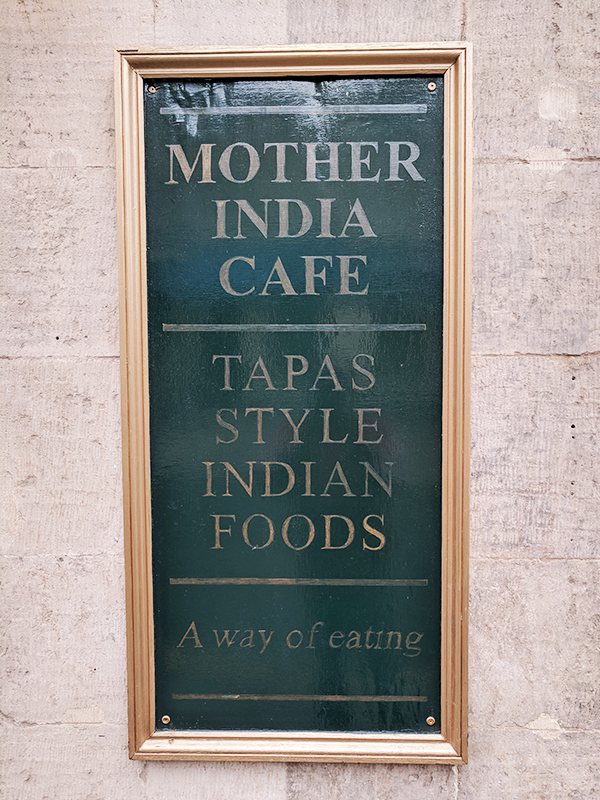 MOTHER
INDIA
CAFE
TAPAS
STYLE
INDIAN
FOODS
A way of eating